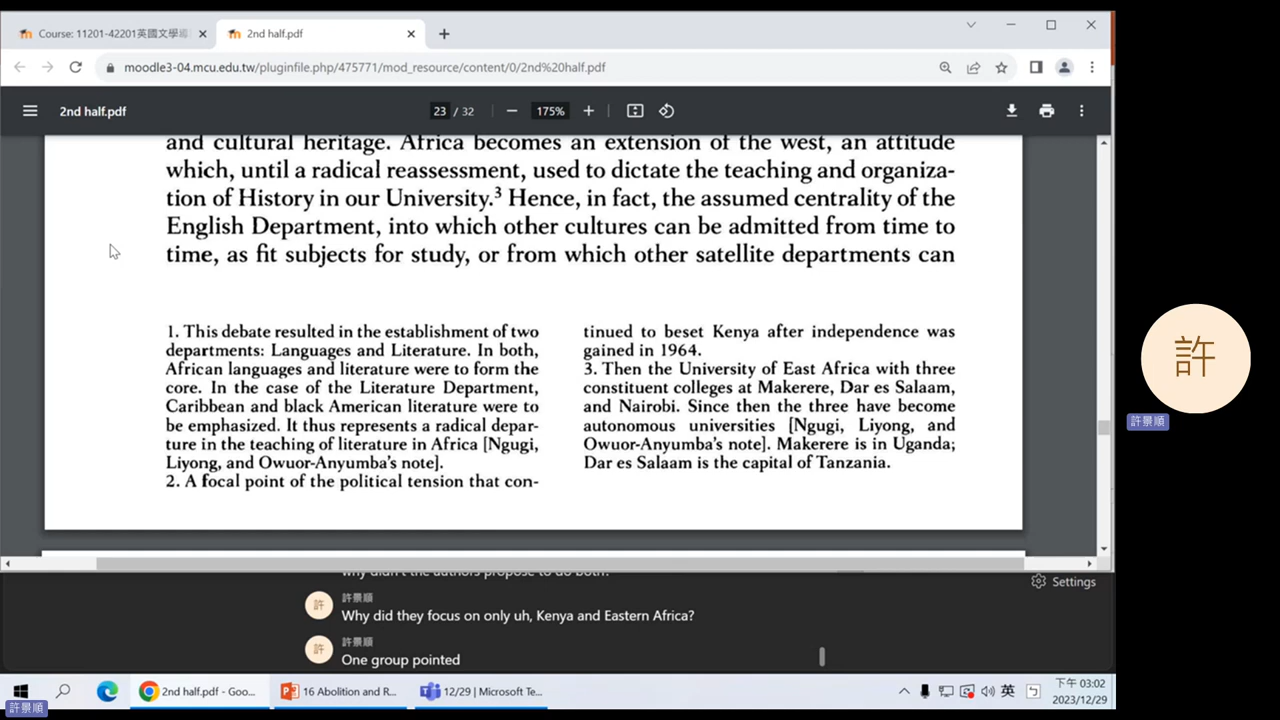 Course: 11201-42201英國文學導
2nd half.pdf
moodle3-04.mcu.edu.tw/pluginfile.php/475771/mod_resource/content/0/2nd%20half.pdf
2nd half.pdf
23 / 32
175%
and cultural heritage. Africa becomes an extension of the west, an attitude
which, until a radical reassessment, used to dictate the teaching and organiza-
tion of History in our University.³ Hence, in fact, the assumed centrality of the
English Department, into which other cultures can be admitted from time to
time, as fit subjects for study, or from which other satellite departments can
1. This debate resulted in the establishment of two
departments: Languages and Literature. In both,
African languages and literature were to form the
core. In the case of the Literature Department,
Caribbean and black American literature were to
be emphasized. It thus represents a radical depar-
ture in the teaching of literature in Africa [Ngugi,
Liyong, and Owuor-Anyumba's note].
2. A focal point of the political tension that con-
tinued to beset Kenya after independence was
gained in 1964.
3. Then the University of East Africa with three
constituent colleges at Makerere, Dar es Salaam,
and Nairobi. Since then the three have become
autonomous universities [Ngugi, Liyong, and
Owuor-Anyumba's note]. Makerere is in Uganda;
Dar es Salaam is the capital of Tanzania.
why didn't the authors propose to do both?
Settings
許
許景順
Why did they focus on only uh, Kenya and Eastern Africa?
許
許景順
One group pointed
許
許景順
2nd half.pdf - Goo...
16 Abolition and R...
12/29 | Microsoft Te...
英
下午 03:02
2023/12/29
許景順